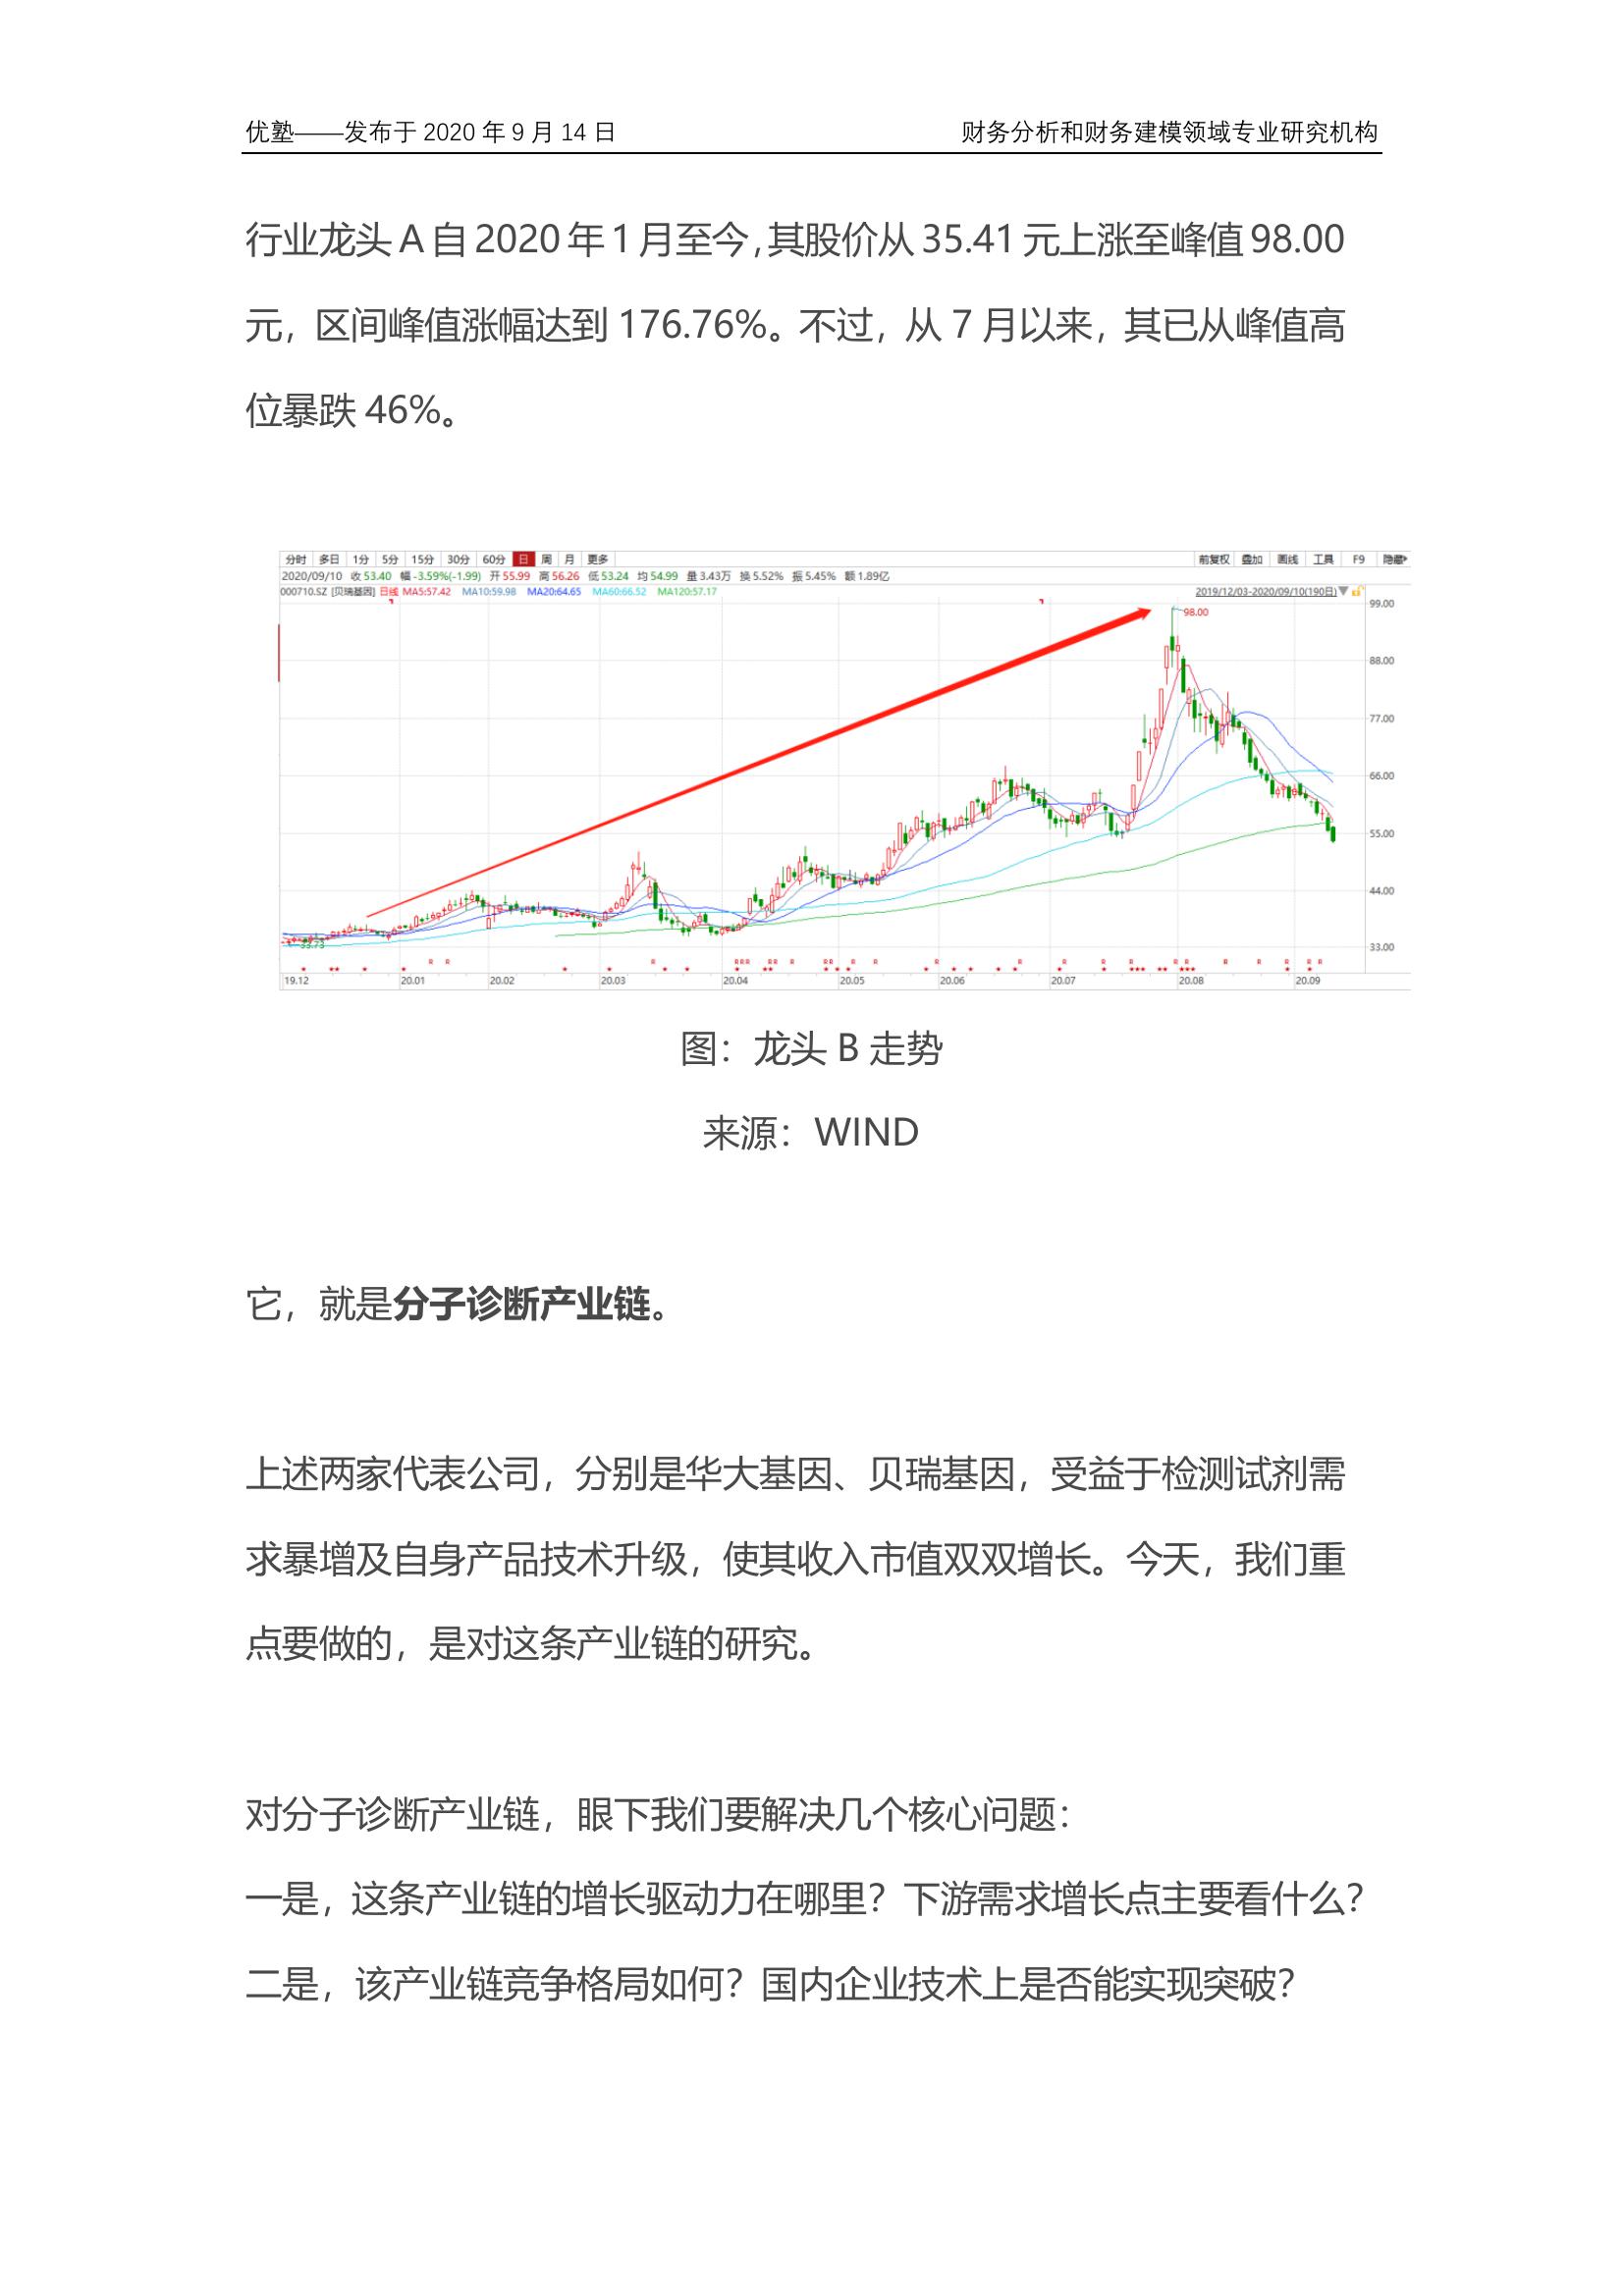 优塾——发布于 2020 年 9 月 14 日 财务分析和财务建模领域专业研究机构
行业龙头 A 自 2020 年 1 月至今，其股价从 35.41 元上涨至峰值 98.00
元，区间峰值涨幅达到 176.76%。不过，从 7 月以来，其已从峰值高
位暴跌 46%。
分时 多日 1分 5分 15分 30分 60分 日 周 月 更多 前复权 叠加 画线 工具 F9 隐藏
2020/09/10 收 53.40 幅 -3.59%(-1.99) 开 55.99 高 56.26 低 53.24 均 54.99 量 3.43万 换 5.52% 振 5.45% 额 1.89亿
000710.SZ [贝瑞基因] 日线 MA5:57.42 MA10:59.98 MA20:64.65 MA60:66.52 MA120:57.17 2019/12/03-2020/09/10(190日)
99.00
98.00
88.00
77.00
66.00
55.00
44.00
33.73
33.00
19.12 20.01 20.02 20.03 20.04 20.05 20.06 20.07 20.08 20.09
图：龙头 B 走势
来源：WIND
它，就是分子诊断产业链。
上述两家代表公司，分别是华大基因、贝瑞基因，受益于检测试剂需
求暴增及自身产品技术升级，使其收入市值双双增长。今天，我们重
点要做的，是对这条产业链的研究。
对分子诊断产业链，眼下我们要解决几个核心问题：
一是，这条产业链的增长驱动力在哪里？下游需求增长点主要看什么？
二是，该产业链竞争格局如何？国内企业技术上是否能实现突破？